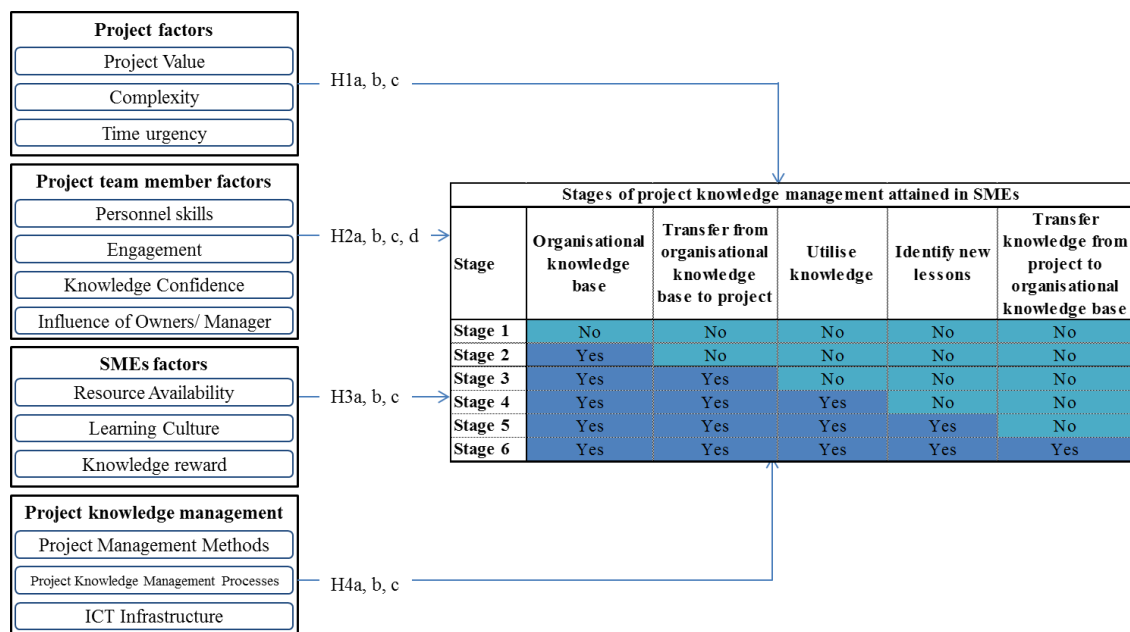 Project factors
Project Value
Complexity
Time urgency
H1a, b, c
Project team member factors
Personnel skills
Engagement
Knowledge Confidence
Influence of Owners/ Manager
H2a, b, c, d
SMEs factors
Resource Availability
Learning Culture
Knowledge reward
H3a, b, c
Project knowledge management
Project Management Methods
Project Knowledge Management Processes
ICT Infrastructure
H4a, b, c
Stages of project knowledge management attained in SMEs
Stage
Organisational
knowledge
base
Transfer from
organisational
knowledge
base to project
Utilise
knowledge
Identify new
lessons
Transfer
knowledge from
project to
organisational
knowledge base
Stage 1 No No No No No
Stage 2 Yes No No No No
Stage 3 Yes Yes No No No
Stage 4 Yes Yes Yes No No
Stage 5 Yes Yes Yes Yes No
Stage 6 Yes Yes Yes Yes Yes